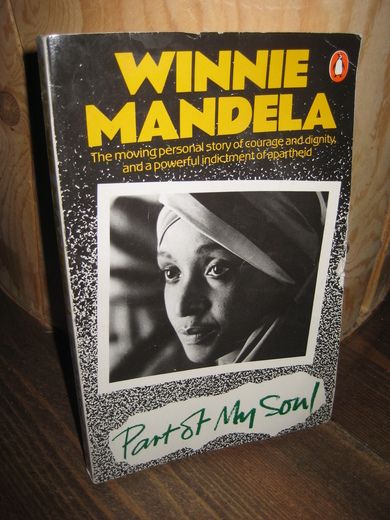 WINNIE
MANDELA
The moving personal story of courage and dignity,
and a powerful indictment of apartheid
Part of My Soul